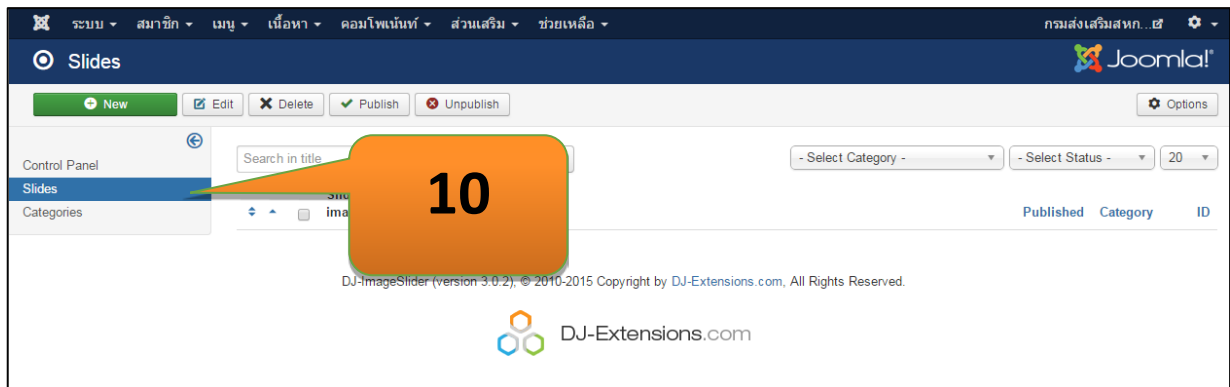 ระบบ สมาชิก เมนู เนื้อหา คอมโพเน้นท์ ส่วนเสริม ช่วยเหลือ กรมส่งเสริมสหก...
Slides Joomla!
New Edit Delete Publish Unpublish Options
Search in title - Select Category - - Select Status - 20
Control Panel
Slides
10
Categories
Published Category ID
DJ-ImageSlider (version 3.0.2), © 2010-2015 Copyright by DJ-Extensions.com, All Rights Reserved.
DJ-Extensions.com